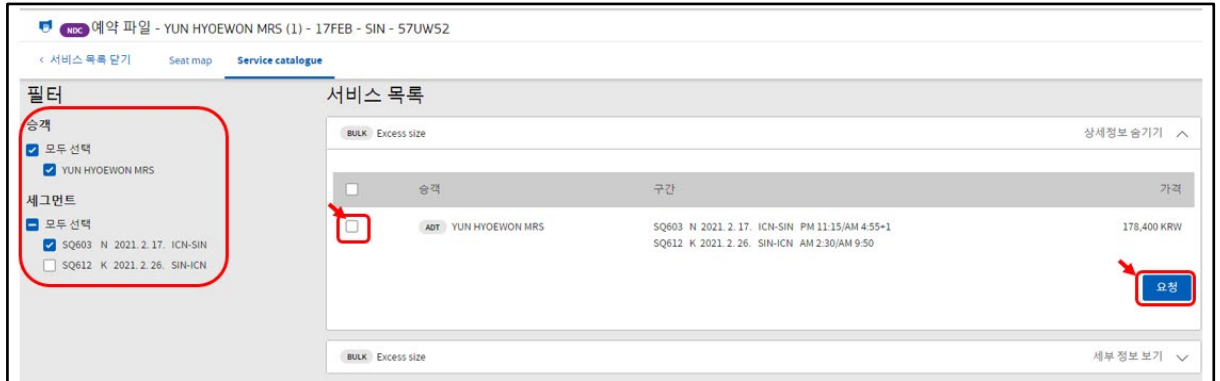 NDC 예약 파일 - YUN HYOEWON MRS (1) - 17FEB - SIN - 57UW52
< 서비스 목록 닫기 Seat map Service catalogue
필터
승객
모두 선택
YUN HYOEWON MRS
세그먼트
모두 선택
SQ603 N 2021. 2. 17. ICN-SIN
SQ612 K 2021. 2. 26. SIN-ICN
서비스 목록
BULK Excess size 상세정보 숨기기
승객 구간 가격
ADT YUN HYOEWON MRS SQ603 N 2021. 2. 17. ICN-SIN PM 11:15/AM 4:55+1 178,400 KRW
SQ612 K 2021. 2. 26. SIN-ICN AM 2:30/AM 9:50
요청
BULK Excess size 세부 정보 보기